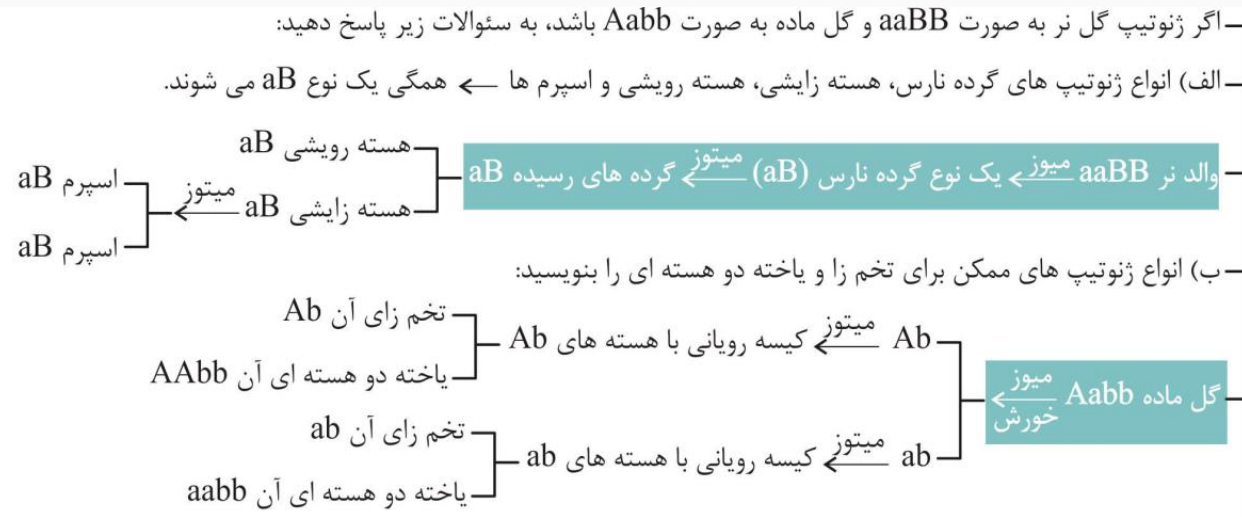 – اگر ژنوتیپ گل نر به صورت aaBB و گل ماده به صورت Aabb باشد، به سئوالات زیر پاسخ دهید:
– الف) انواع ژنوتیپ های گرده نارس، هسته زایشی، هسته رویشی و اسپرم ها ← همگی یک نوع aB می شوند.
هسته رویشی aB
– والد نر aaBB میوز ← یک نوع گرده نارس (aB) میتوز ← گرده های رسیده aB
هسته زایشی aB میتوز ←
اسپرم aB
اسپرم aB
– ب) انواع ژنوتیپ های ممکن برای تخم زا و یاخته دو هسته ای را بنویسید:
تخم زای آن Ab
Ab میتوز ← کیسه رویانی با هسته های Ab
یاخته دو هسته ای آن AAbb
– گل ماده Aabb میوز ← خورش
تخم زای آن ab
ab میتوز ← کیسه رویانی با هسته های ab
یاخته دو هسته ای آن aabb